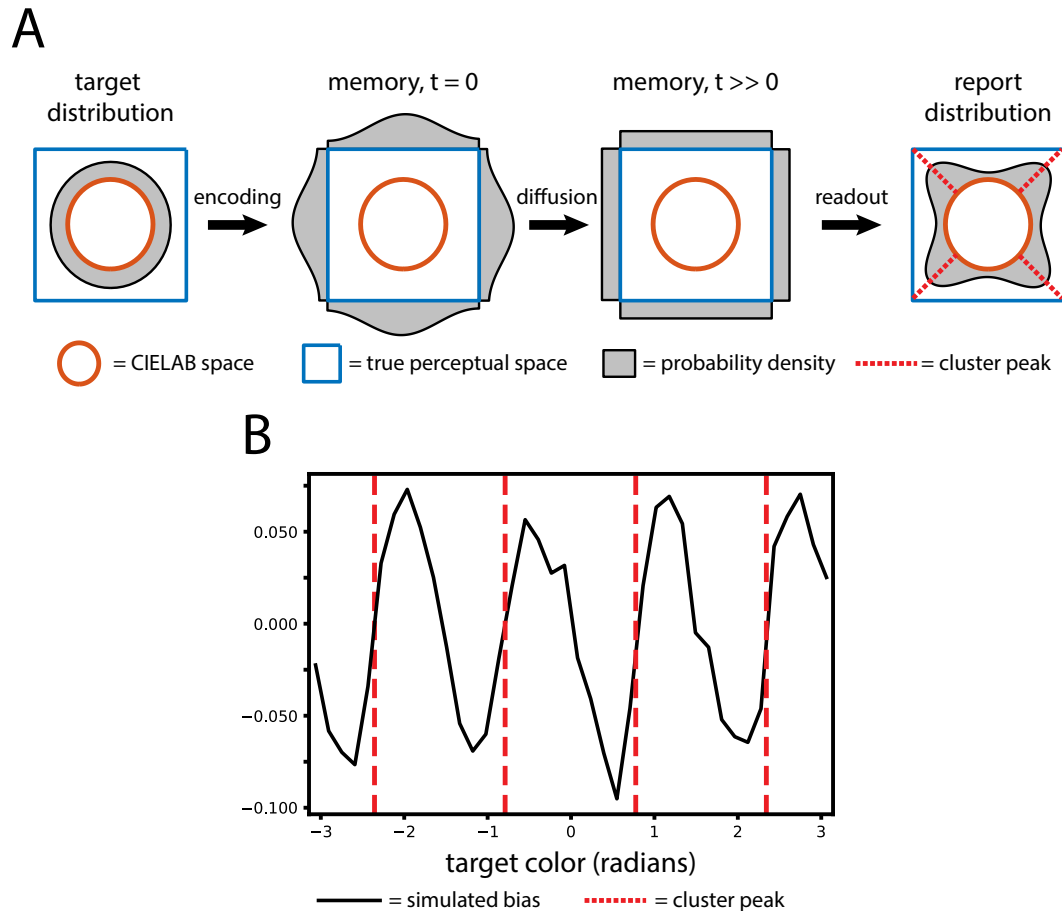 A
target
distribution
memory, t = 0
memory, t >> 0
report
distribution
encoding
diffusion
readout
= CIELAB space
= true perceptual space
= probability density
= cluster peak
B
0.050
0.000
−0.050
−0.100
−3 −2 −1 0 1 2 3
target color (radians)
= simulated bias
= cluster peak